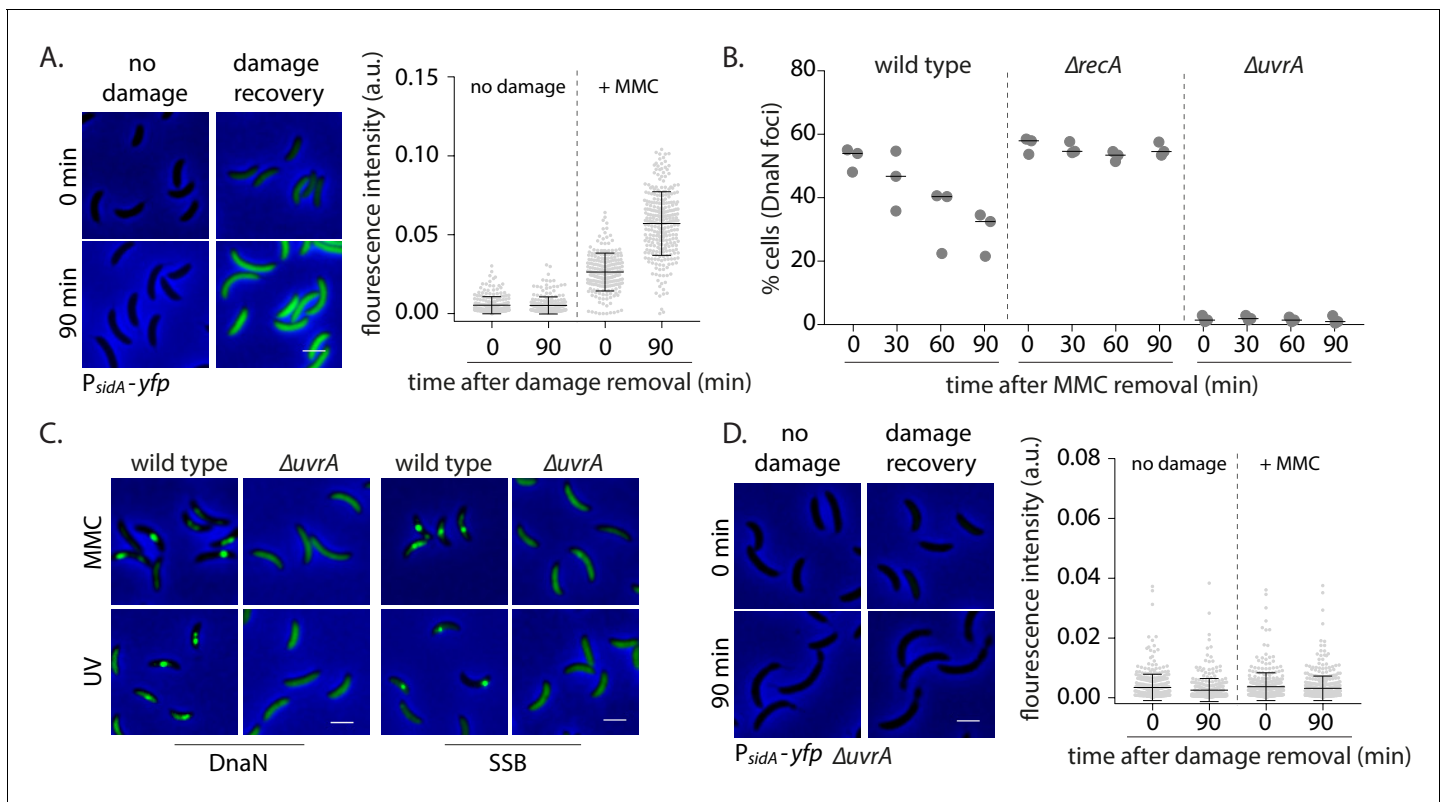 A.
no damage
damage recovery
0 min
90 min
PsidA-yfp
flourescence intensity (a.u.)
0.15
0.10
0.05
0.00
no damage
+ MMC
0 90 0 90
time after damage removal (min)
B.
% cells (DnaN foci)
80
60
40
20
0
wild type ΔrecA ΔuvrA
0 30 60 90 0 30 60 90 0 30 60 90
time after MMC removal (min)
C.
wild type ΔuvrA wild type ΔuvrA
MMC
UV
DnaN SSB
D.
no damage
damage recovery
0 min
90 min
PsidA-yfp ΔuvrA
flourescence intensity (a.u.)
0.08
0.06
0.04
0.02
0.00
no damage
+ MMC
0 90 0 90
time after damage removal (min)